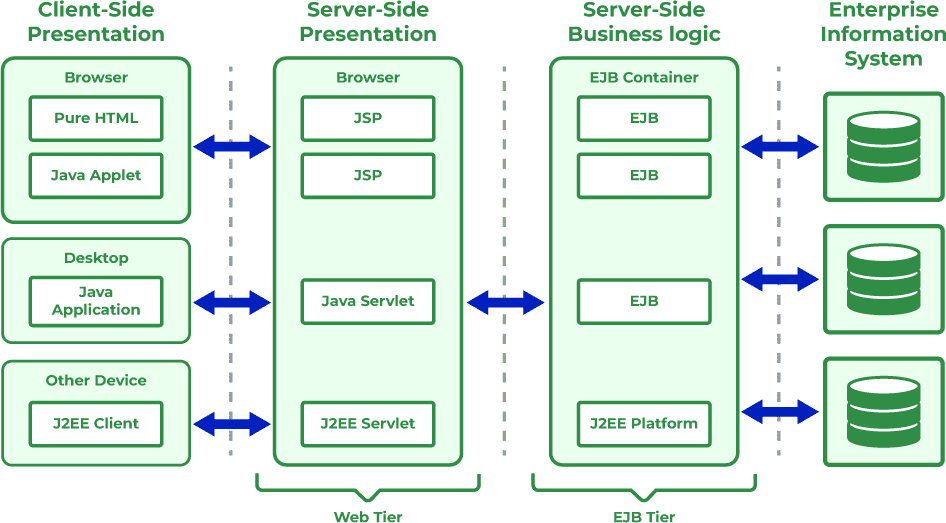 Client-Side
Presentation
Server-Side
Presentation
Server-Side
Business logic
Enterprise
Information
System
Browser
Pure HTML
Java Applet
Desktop
Java
Application
Other Device
J2EE Client
Browser
JSP
JSP
Java Servlet
J2EE Servlet
Web Tier
EJB Container
EJB
EJB
EJB
J2EE Platform
EJB Tier